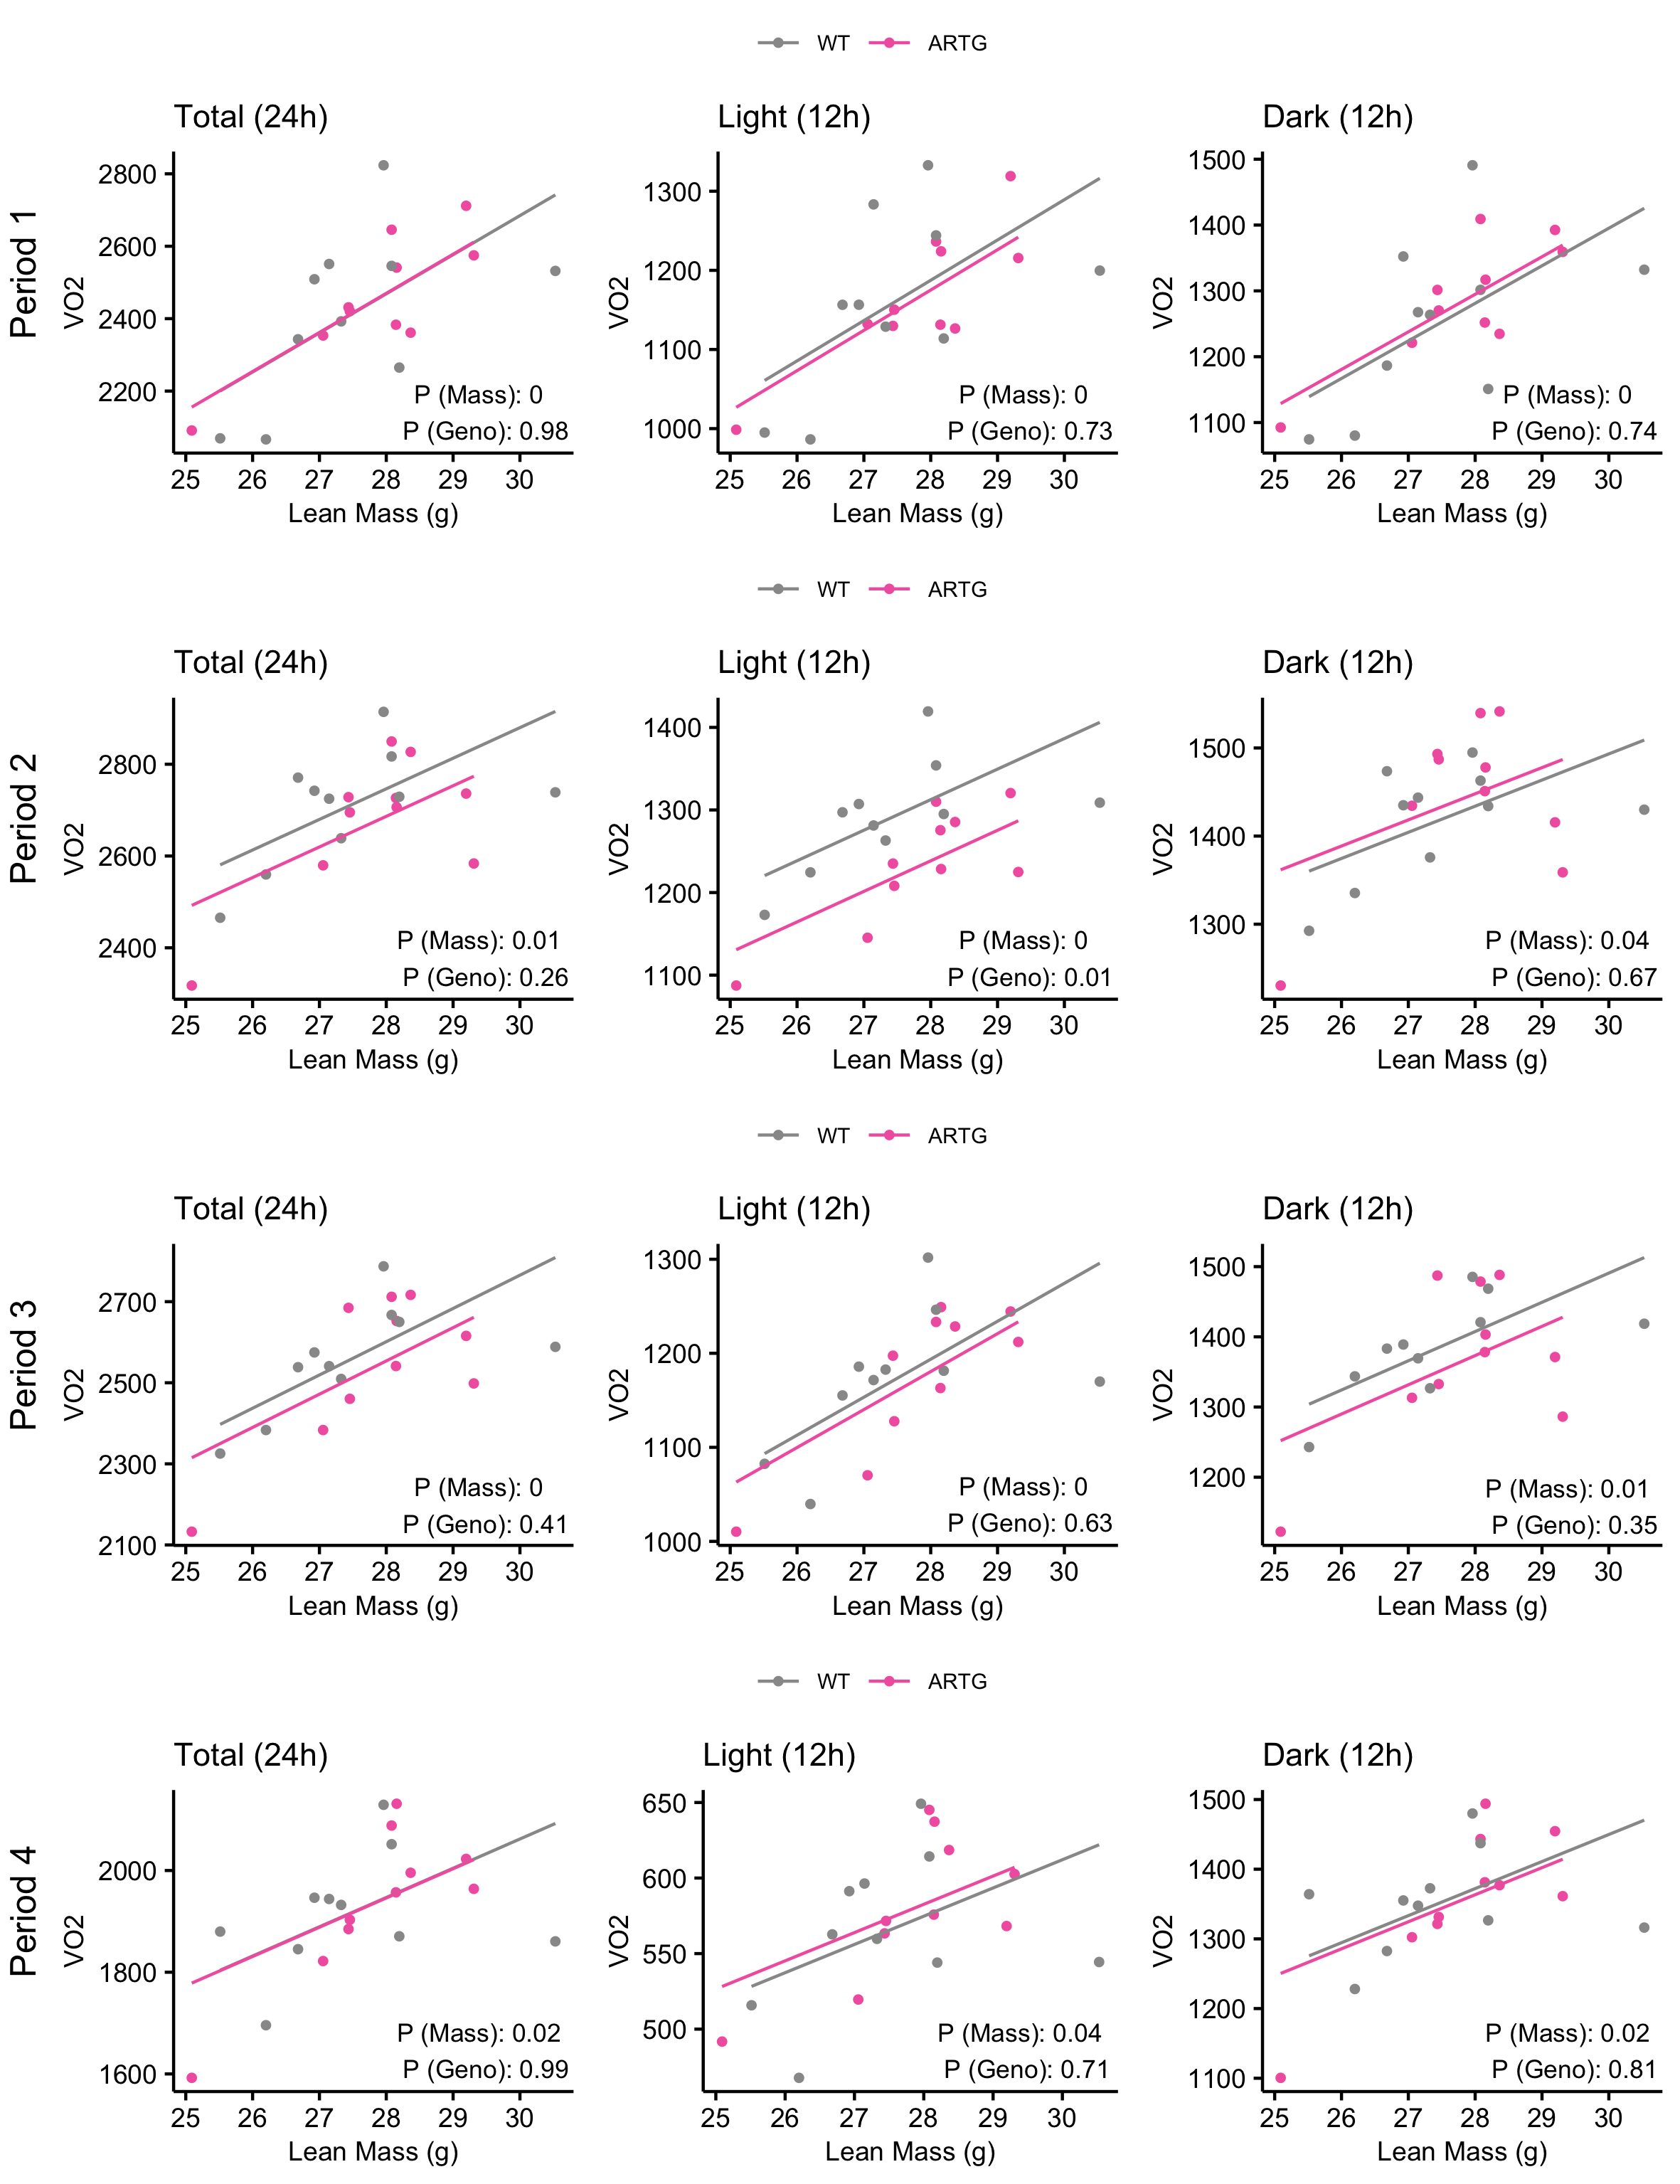 WT ARTG
Period 1
Total (24h)
VO2
2800
2600
2400
2200
P (Mass): 0
P (Geno): 0.98
25 26 27 28 29 30
Lean Mass (g)
Light (12h)
VO2
1300
1200
1100
1000
P (Mass): 0
P (Geno): 0.73
25 26 27 28 29 30
Lean Mass (g)
Dark (12h)
VO2
1500
1400
1300
1200
1100
P (Mass): 0
P (Geno): 0.74
25 26 27 28 29 30
Lean Mass (g)
WT ARTG
Period 2
Total (24h)
VO2
2800
2600
2400
P (Mass): 0.01
P (Geno): 0.26
25 26 27 28 29 30
Lean Mass (g)
Light (12h)
VO2
1400
1300
1200
1100
P (Mass): 0
P (Geno): 0.01
25 26 27 28 29 30
Lean Mass (g)
Dark (12h)
VO2
1500
1400
1300
P (Mass): 0.04
P (Geno): 0.67
25 26 27 28 29 30
Lean Mass (g)
WT ARTG
Period 3
Total (24h)
VO2
2700
2500
2300
2100
P (Mass): 0
P (Geno): 0.41
25 26 27 28 29 30
Lean Mass (g)
Light (12h)
VO2
1300
1200
1100
1000
P (Mass): 0
P (Geno): 0.63
25 26 27 28 29 30
Lean Mass (g)
Dark (12h)
VO2
1500
1400
1300
1200
P (Mass): 0.01
P (Geno): 0.35
25 26 27 28 29 30
Lean Mass (g)
WT ARTG
Period 4
Total (24h)
VO2
2000
1800
1600
P (Mass): 0.02
P (Geno): 0.99
25 26 27 28 29 30
Lean Mass (g)
Light (12h)
VO2
650
600
550
500
P (Mass): 0.04
P (Geno): 0.71
25 26 27 28 29 30
Lean Mass (g)
Dark (12h)
VO2
1500
1400
1300
1200
1100
P (Mass): 0.02
P (Geno): 0.81
25 26 27 28 29 30
Lean Mass (g)